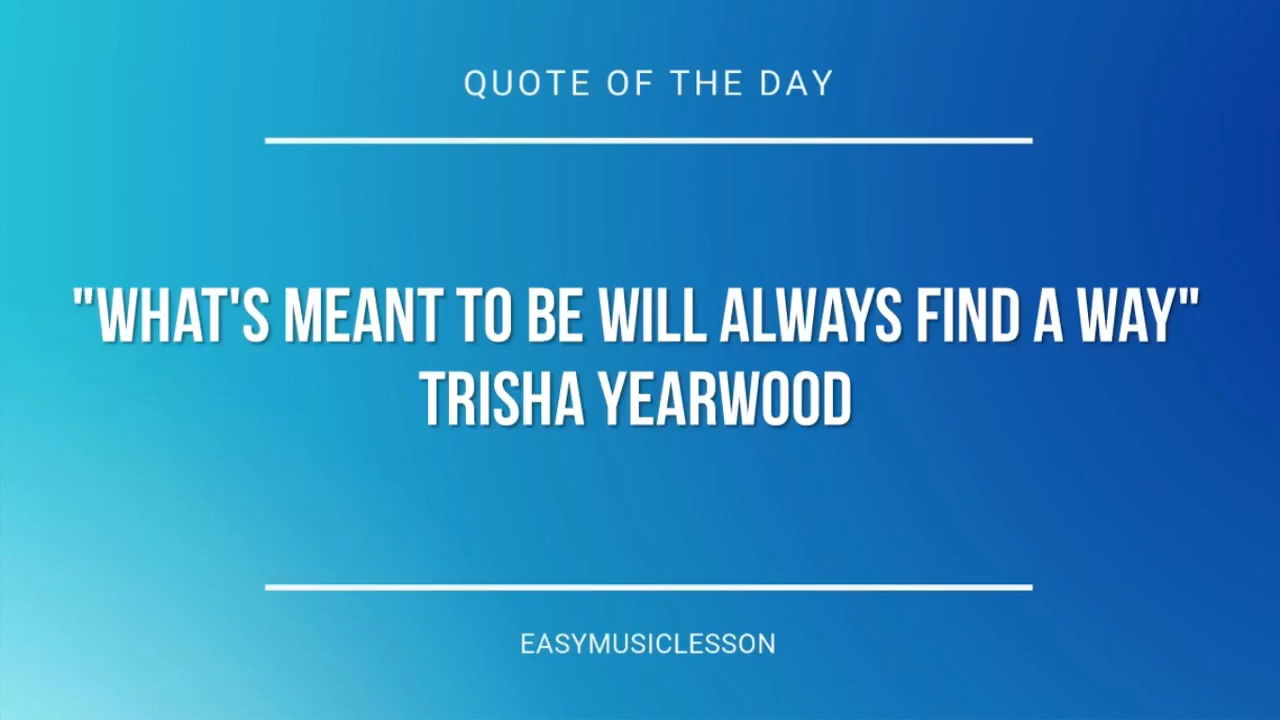 QUOTE OF THE DAY
"WHAT'S MEANT TO BE WILL ALWAYS FIND A WAY"
TRISHA YEARWOOD
EASYMUSICLESSON